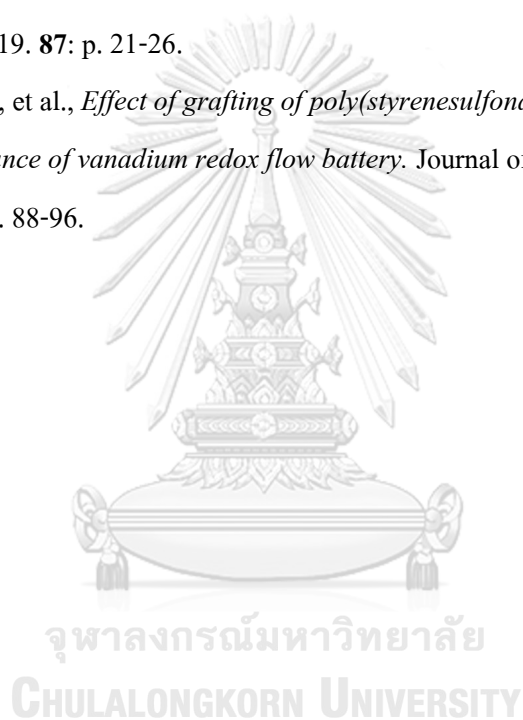 19. 87: p. 21-26.
, et al., Effect of grafting of poly(styrenesulfona
ance of vanadium redox flow battery. Journal of
. 88-96.
จุฬาลงกรณ์มหาวิทยาลัย
CHULALONGKORN UNIVERSITY